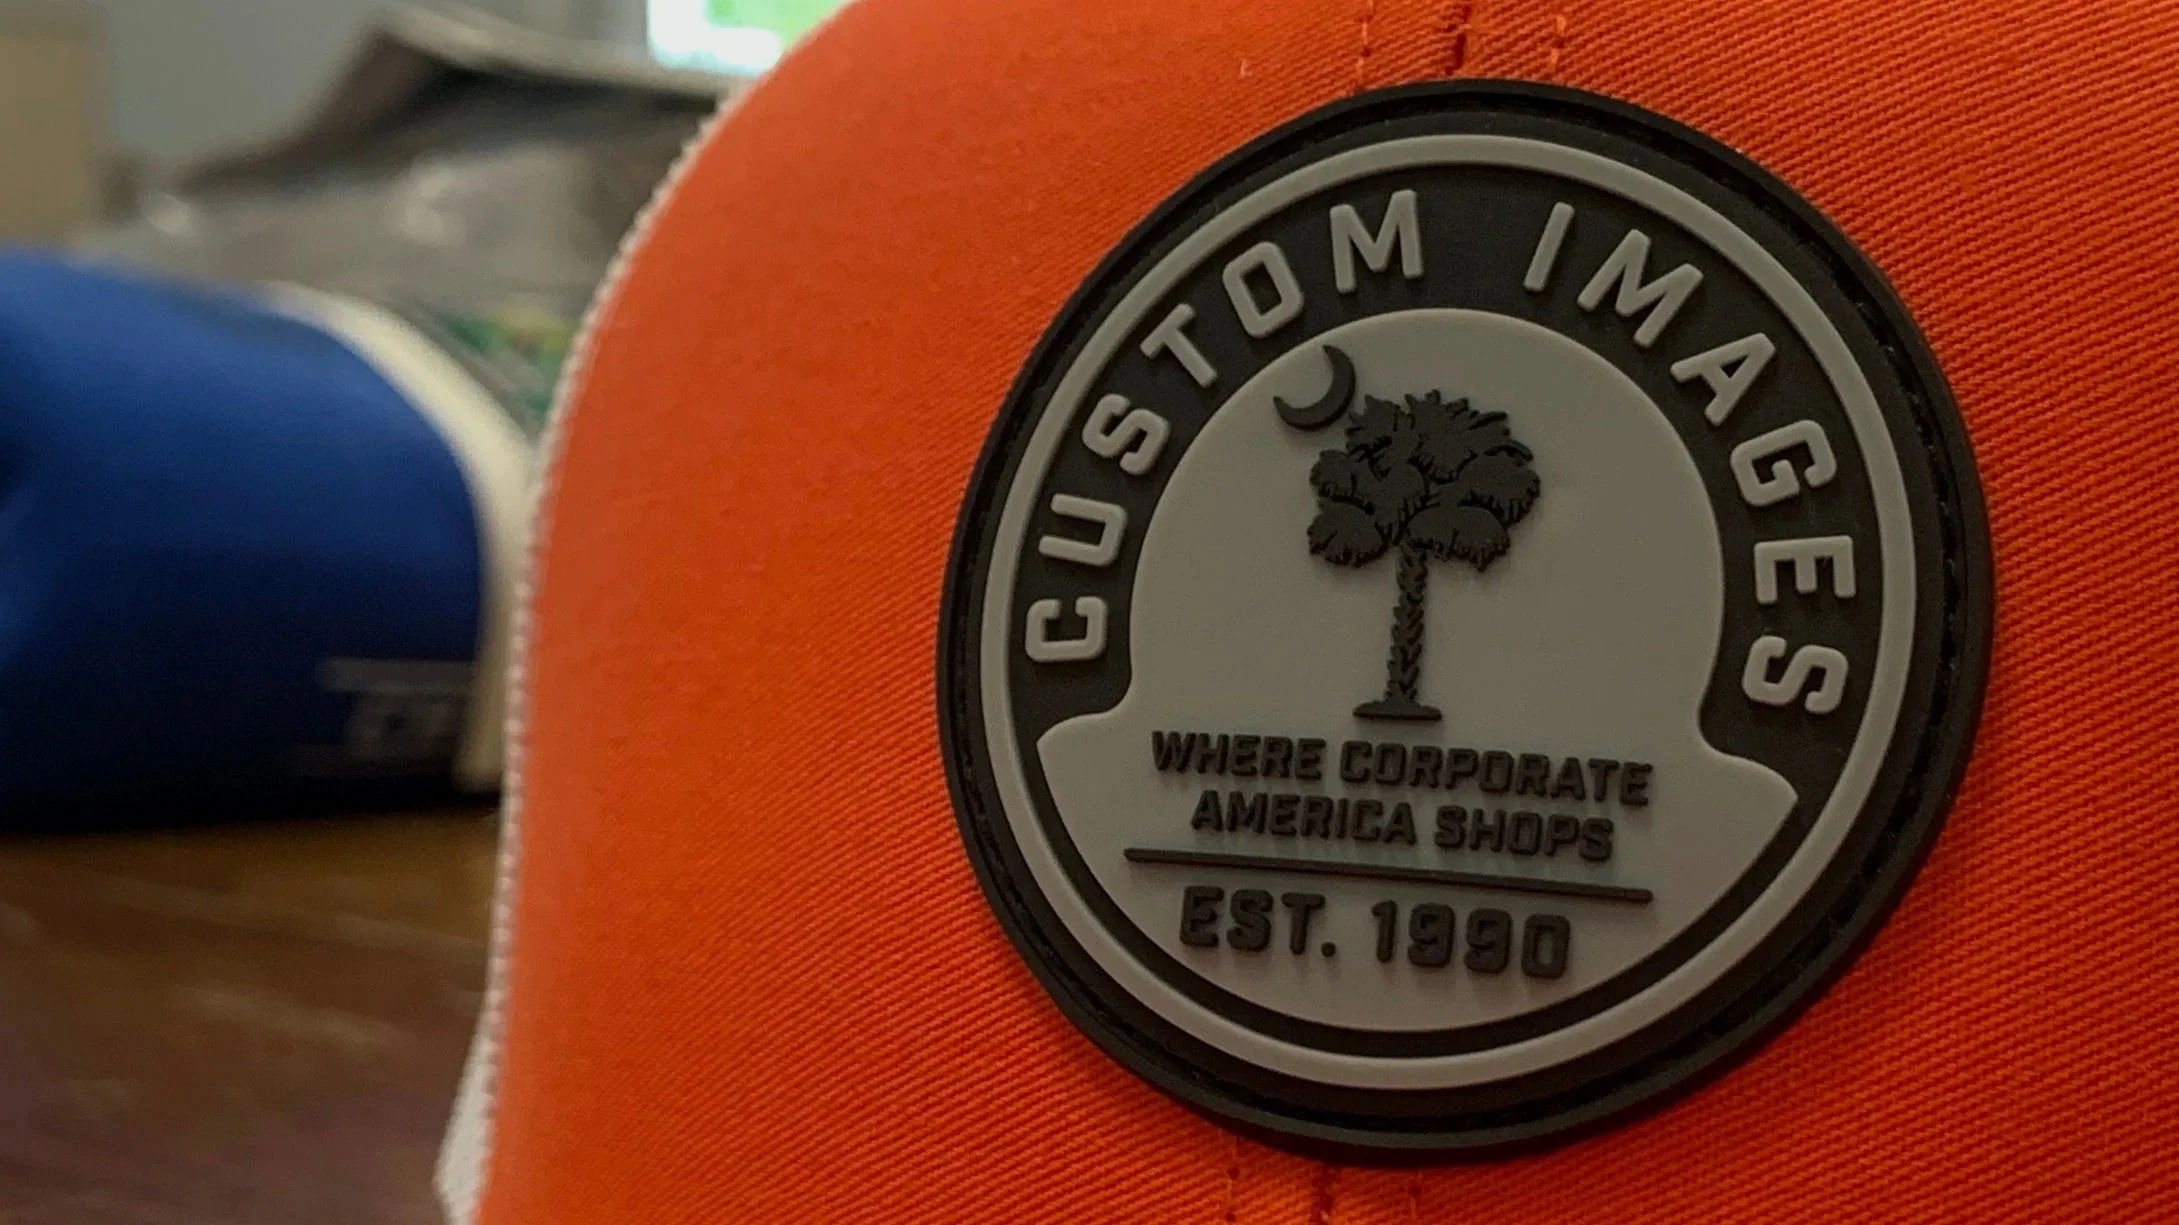 CUSTOM IMAGES
WHERE CORPORATE
AMERICA SHOPS
EST. 1990